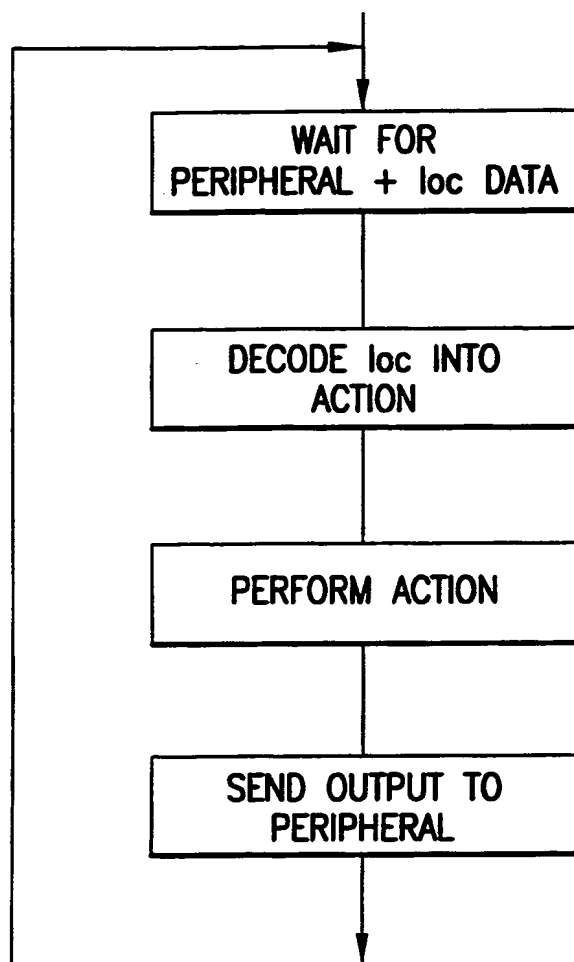 WAIT FOR
PERIPHERAL + loc DATA
DECODE loc INTO
ACTION
PERFORM ACTION
SEND OUTPUT TO
PERIPHERAL